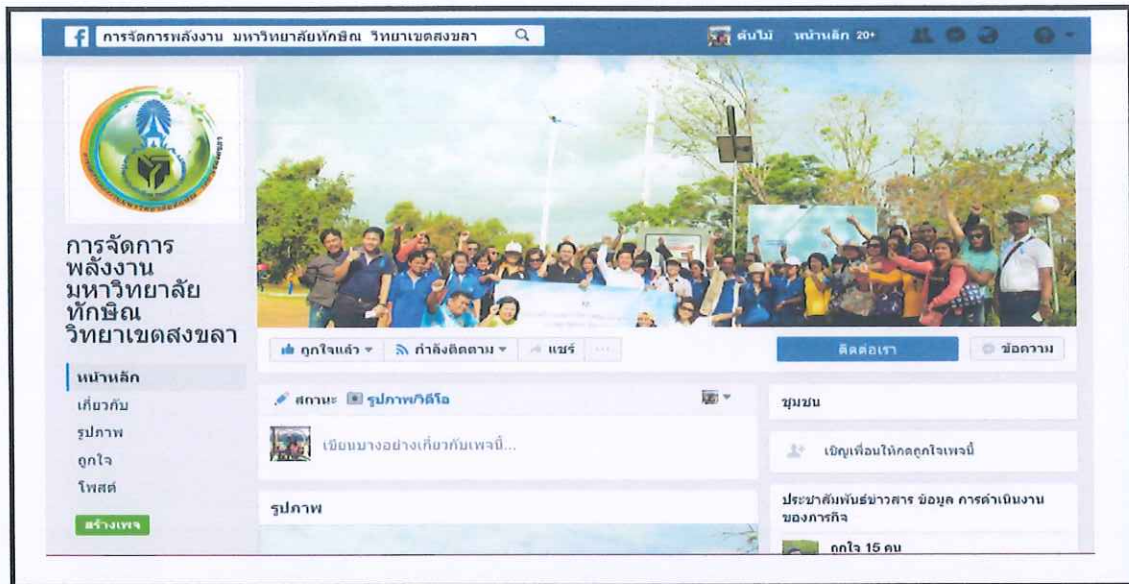 การจัดการพลังงาน มหาวิทยาลัยทักษิณ วิทยาเขตสงขลา
ต้นไม้ หน้าหลัก 20+
การจัดการ
พลังงาน
มหาวิทยาลัย
ทักษิณ
วิทยาเขตสงขลา
ถูกใจแล้ว กำลังติดตาม แชร์ ...
ติดต่อเรา ข้อความ
หน้าหลัก
เกี่ยวกับ
รูปภาพ
ถูกใจ
โพสต์
สร้างเพจ
สถานะ รูปภาพ/วิดีโอ
เขียนบางอย่างเกี่ยวกับเพจนี้...
รูปภาพ
ชุมชน
เชิญเพื่อนให้กดถูกใจเพจนี้
ประชาสัมพันธ์ข่าวสาร ข้อมูล การดำเนินงาน
ของภารกิจ
ถูกใจ 15 คน